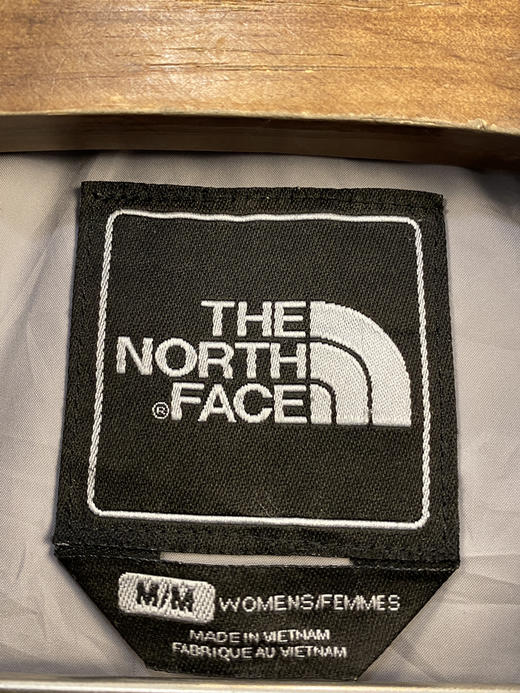 THE
NORTH
®FACE
M/M WOMENS/FEMMES
MADE IN VIETNAM
FABRIQUE AU VIETNAM